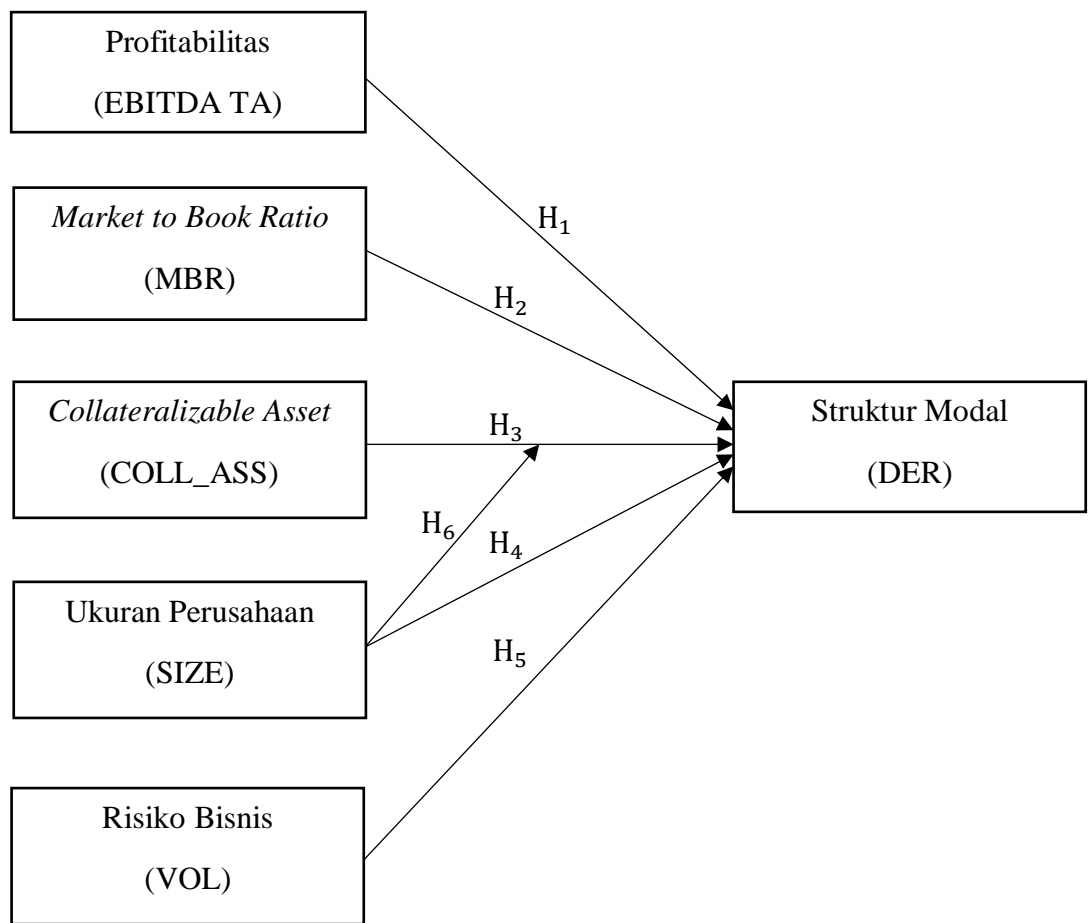 Profitabilitas
(EBITDA TA)
H₁
Market to Book Ratio
(MBR)
H₂
Collateralizable Asset
(COLL_ASS)
H₃
Struktur Modal
(DER)
H₆
H₄
Ukuran Perusahaan
(SIZE)
H₅
Risiko Bisnis
(VOL)